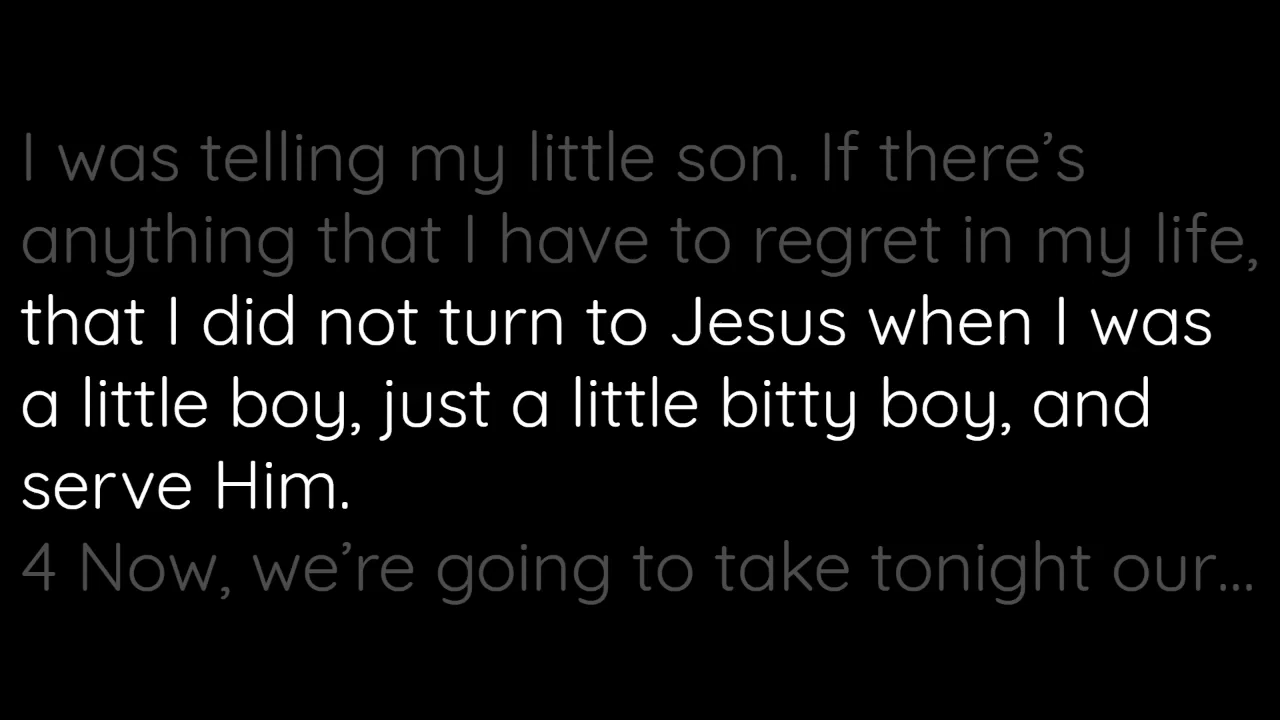 I was telling my little son. If there’s
anything that I have to regret in my life,
that I did not turn to Jesus when I was
a little boy, just a little bitty boy, and
serve Him.
4 Now, we’re going to take tonight our...